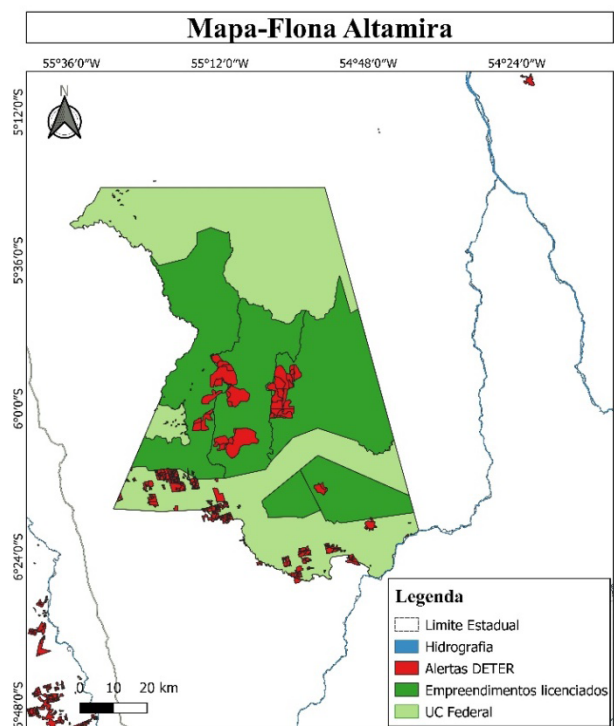 Mapa-Flona Altamira
55°36'0"W
55°12'0"W
54°48'0"W
54°24'0"W
5°12'0"S
5°36'0"S
6°0'0"S
6°24'0"S
5°48'0"S
N
0 10 20 km
Legenda
Limite Estadual
Hidrografia
Alertas DETER
Empreendimentos licenciados
UC Federal